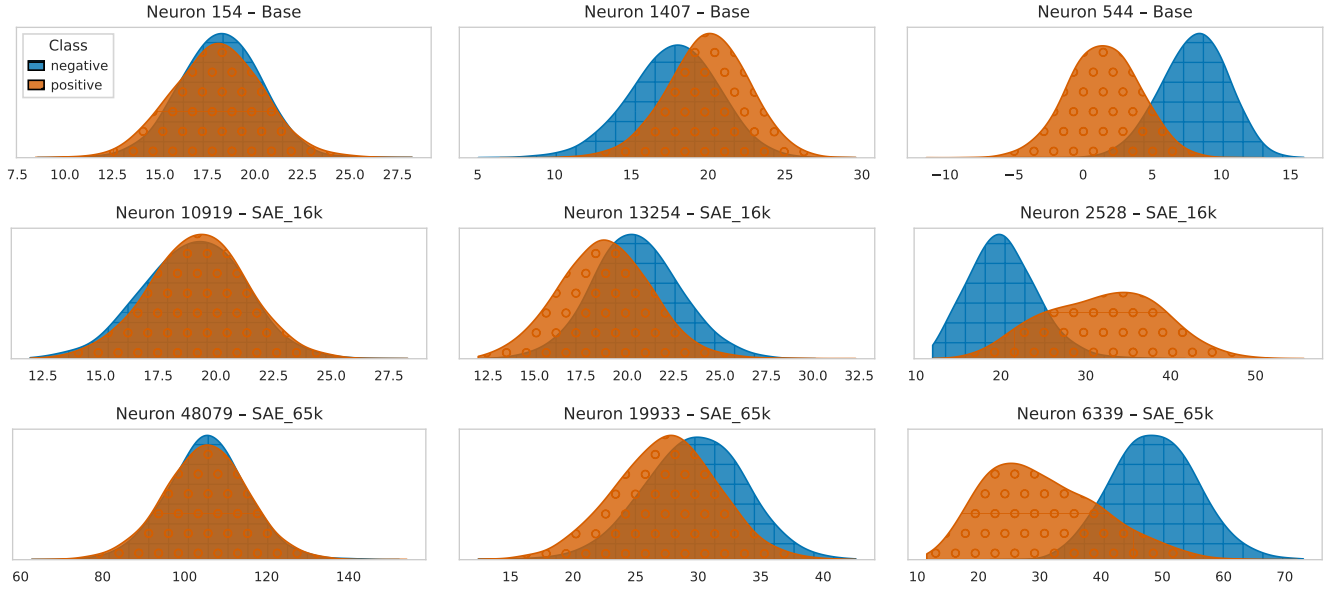 Neuron 154 – Base
Class
negative
positive
7.5 10.0 12.5 15.0 17.5 20.0 22.5 25.0 27.5
Neuron 1407 – Base
5 10 15 20 25 30
Neuron 544 – Base
−10 −5 0 5 10 15
Neuron 10919 – SAE_16k
12.5 15.0 17.5 20.0 22.5 25.0 27.5
Neuron 13254 – SAE_16k
12.5 15.0 17.5 20.0 22.5 25.0 27.5 30.0 32.5
Neuron 2528 – SAE_16k
10 20 30 40 50
Neuron 48079 – SAE_65k
60 80 100 120 140
Neuron 19933 – SAE_65k
15 20 25 30 35 40
Neuron 6339 – SAE_65k
10 20 30 40 50 60 70